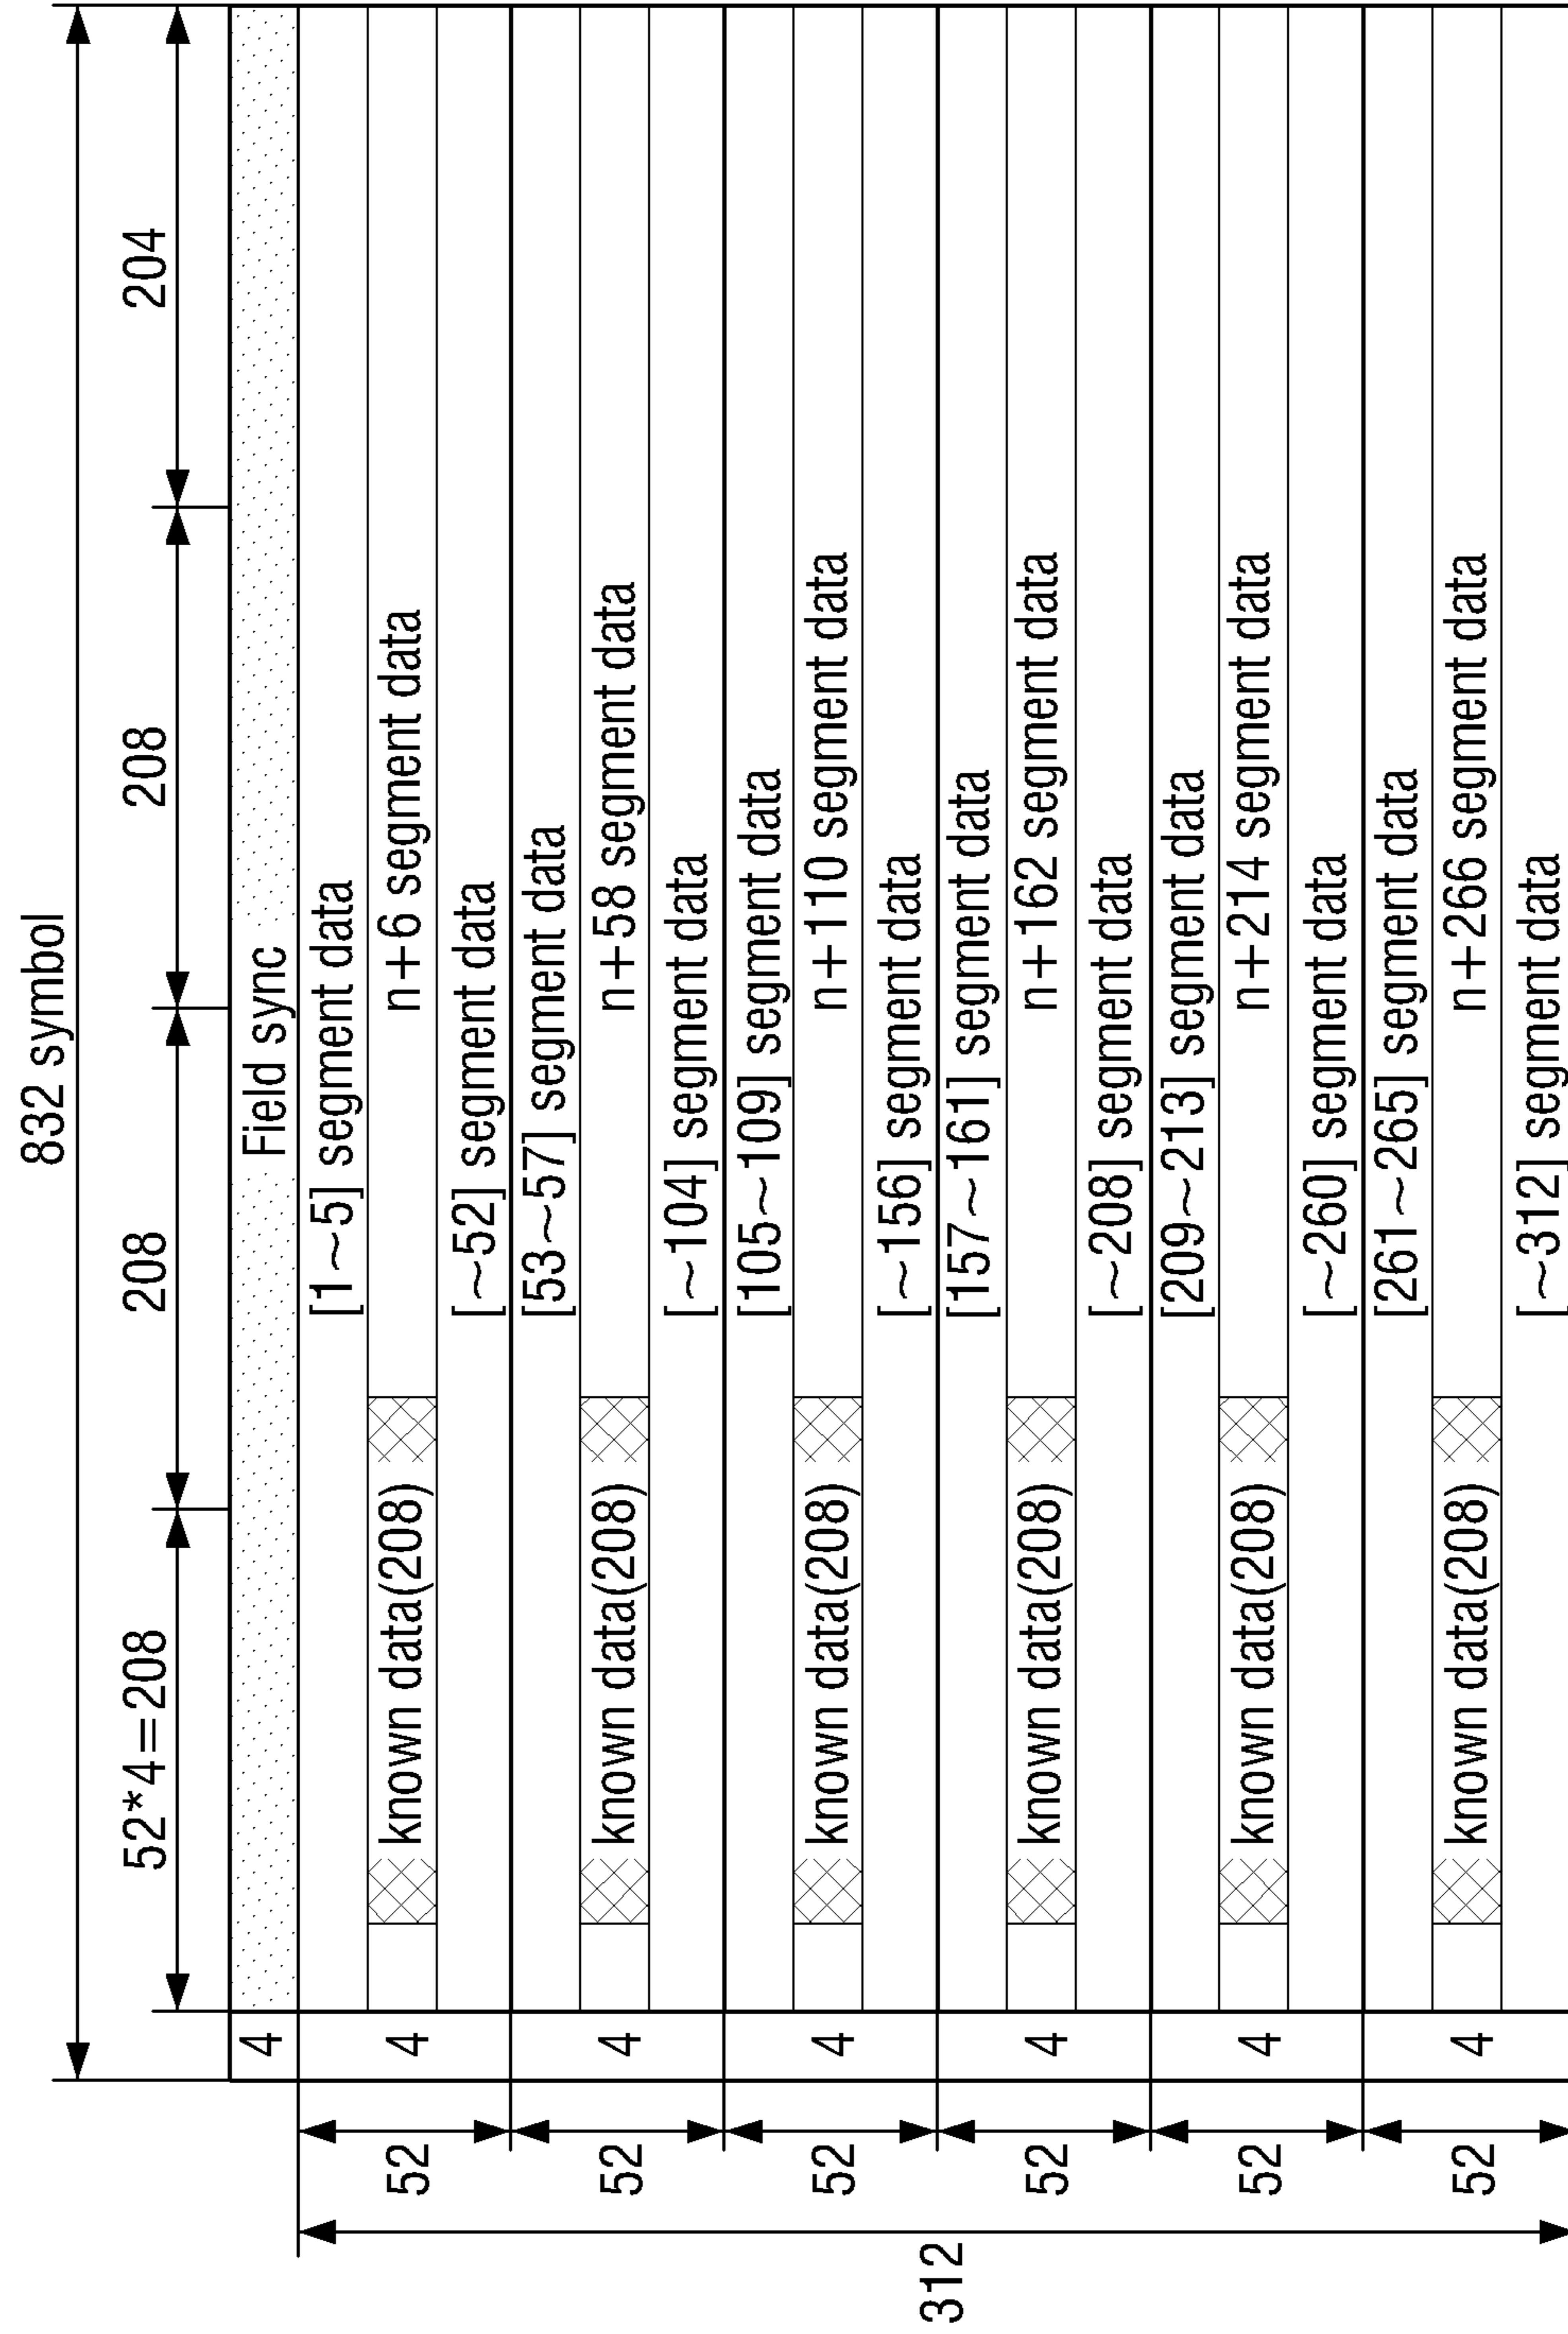 832 symbol
52*4=208
208
208
204
4
Field sync
[1~5] segment data
52
4
known data(208)
n+6 segment data
[~52] segment data
[53~57] segment data
52
4
known data(208)
n+58 segment data
[~104] segment data
[105~109] segment data
52
4
known data(208)
n+110 segment data
[~156] segment data
312
[157~161] segment data
52
4
known data(208)
n+162 segment data
[~208] segment data
[209~213] segment data
52
4
known data(208)
n+214 segment data
[~260] segment data
[261~265] segment data
52
4
known data(208)
n+266 segment data
[~312] segment data